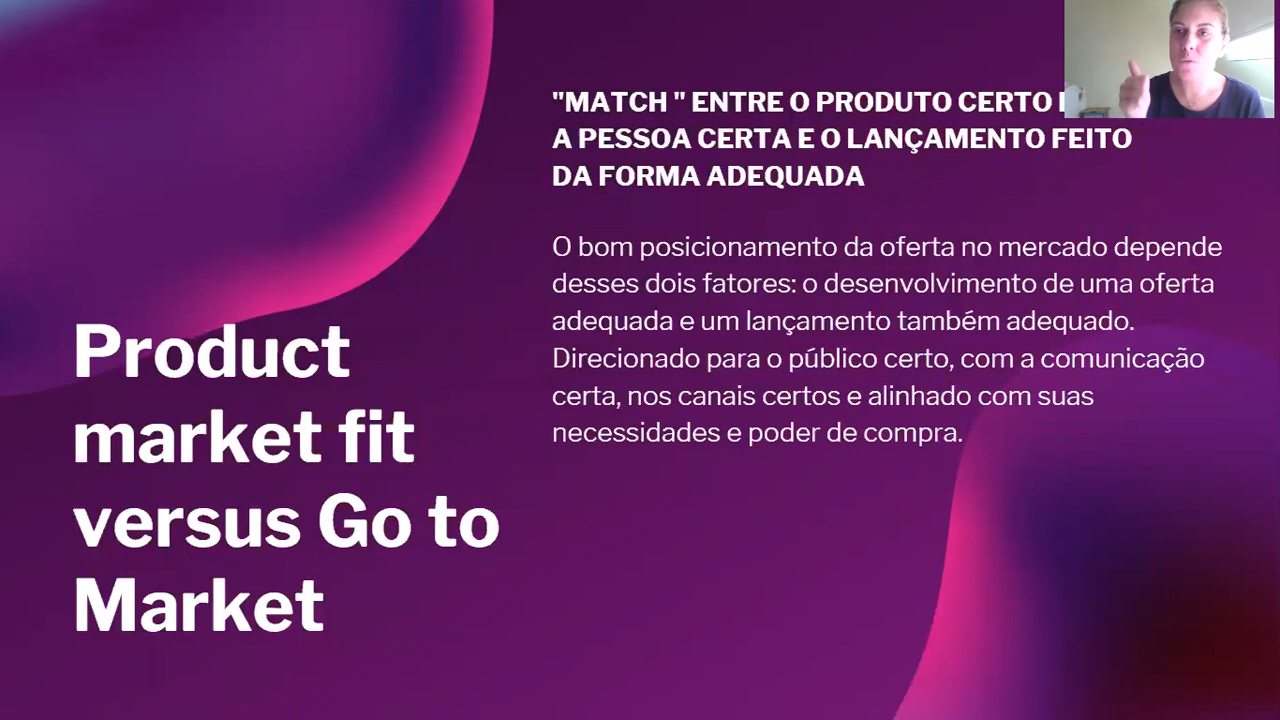 Product
market fit
versus Go to
Market
"MATCH " ENTRE O PRODUTO CERTO
A PESSOA CERTA E O LANÇAMENTO FEITO
DA FORMA ADEQUADA
O bom posicionamento da oferta no mercado depende
desses dois fatores: o desenvolvimento de uma oferta
adequada e um lançamento também adequado.
Direcionado para o público certo, com a comunicação
certa, nos canais certos e alinhado com suas
necessidades e poder de compra.